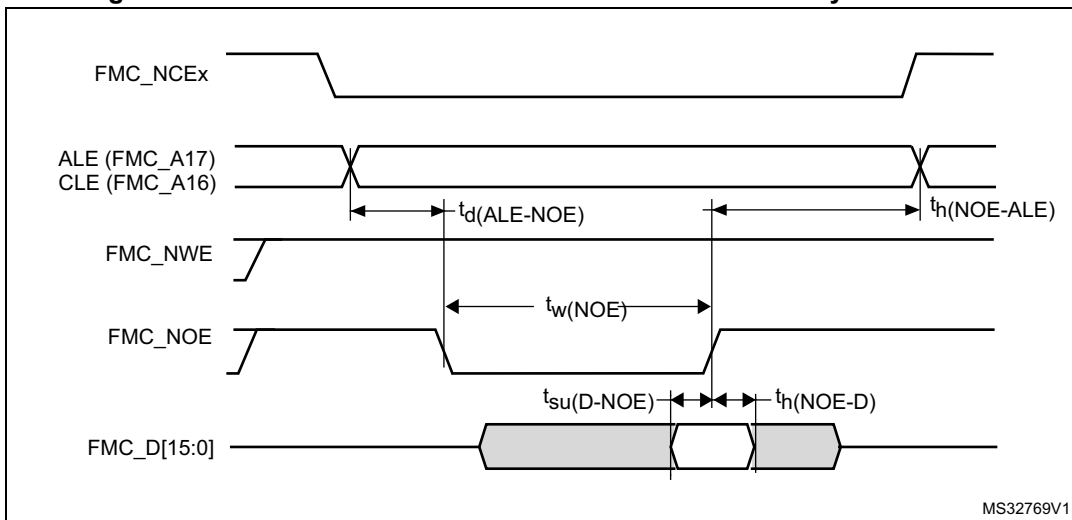 FMC_NCEx
ALE (FMC_A17)
CLE (FMC_A16)
td(ALE-NOE)
th(NOE-ALE)
FMC_NWE
tw(NOE)
FMC_NOE
tsu(D-NOE)
th(NOE-D)
FMC_D[15:0]
MS32769V1